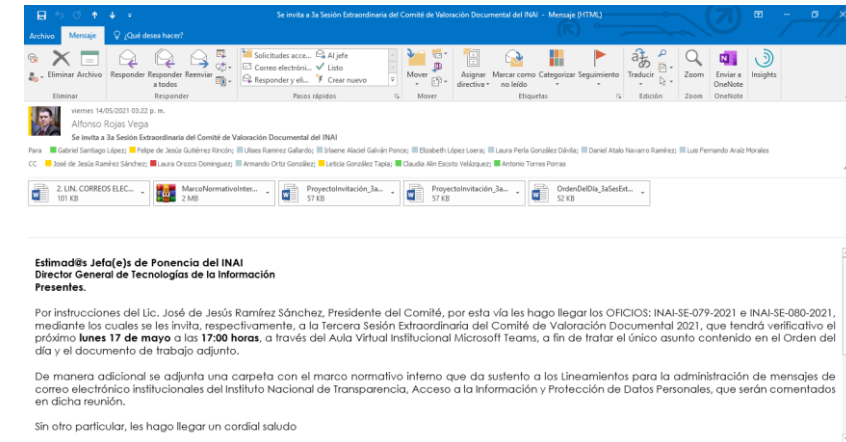 Se invita a 3a Sesión Extraordinaria del Comité de Valoración Documental del INAI - Mensaje (HTML)
Archivo Mensaje ¿Qué desea hacer?
Eliminar Archivo Responder Responder a todos Reenviar
Solicitudes acce... Al jefe
Correo electróni... Listo
Responder y eli... Crear nuevo
Mover Asignar directiva Marcar como no leído Categorizar Seguimiento Traducir Zoom Enviar a OneNote Insights
Eliminar Responder Pasos rápidos Mover Etiquetas Edición Zoom OneNote
viernes 14/05/2021 03:22 p. m.
Alfonso Rojas Vega
Se invita a 3a Sesión Extraordinaria del Comité de Valoración Documental del INAI
Para Gabriel Santiago López; Felipe de Jesús Gutiérrez Rincón; Ulises Ramírez Gallardo; Irlaene Alaciel Galván Ponce; Elizabeth López Loera; Laura Perla González Dávila; Daniel Atalo Navarro Ramírez; Luis Fernando Araiz Morales
CC José de Jesús Ramírez Sánchez; Laura Orozco Dominguez; Armando Ortiz González; Leticia González Tapia; Claudia Alin Escoto Velázquez; Antonio Torres Porras
2. LIN. CORREOS ELEC... MarcoNormativoInter... ProyectoInvitación_3a... ProyectoInvitación_3a... OrdenDelDía_3aSesExt...
101 KB 2 MB 57 KB 57 KB 52 KB
Estimad@s Jefa(e)s de Ponencia del INAI
Director General de Tecnologías de la Información
Presentes.
Por instrucciones del Lic. José de Jesús Ramírez Sánchez, Presidente del Comité, por esta vía les hago llegar los OFICIOS: INAI-SE-079-2021 e INAI-SE-080-2021,
mediante los cuales se les invita, respectivamente, a la Tercera Sesión Extraordinaria del Comité de Valoración Documental 2021, que tendrá verificativo el
próximo lunes 17 de mayo a las 17:00 horas, a través del Aula Virtual Institucional Microsoft Teams, a fin de tratar el único asunto contenido en el Orden del
día y el documento de trabajo adjunto.
De manera adicional se adjunta una carpeta con el marco normativo interno que da sustento a los Lineamientos para la administración de mensajes de
correo electrónico institucionales del Instituto Nacional de Transparencia, Acceso a la Información y Protección de Datos Personales, que serán comentados
en dicha reunión.
Sin otro particular, les hago llegar un cordial saludo